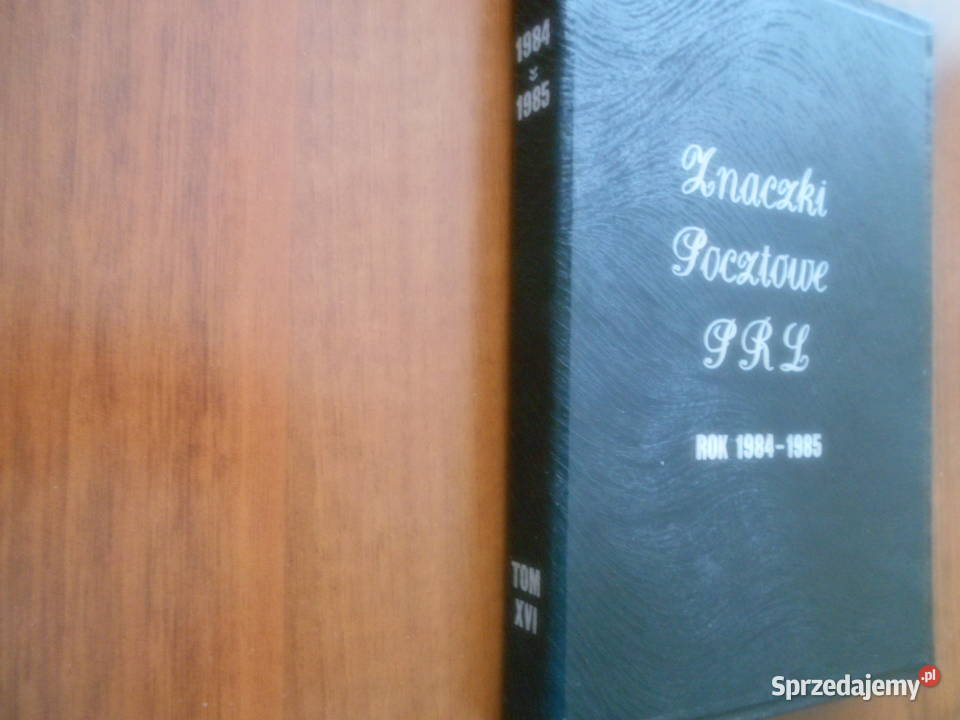 1984
1985
TOM
XVI
Znaczki
Pocztowe
PRL
ROK 1984-1985
Sprzedajemy.pl